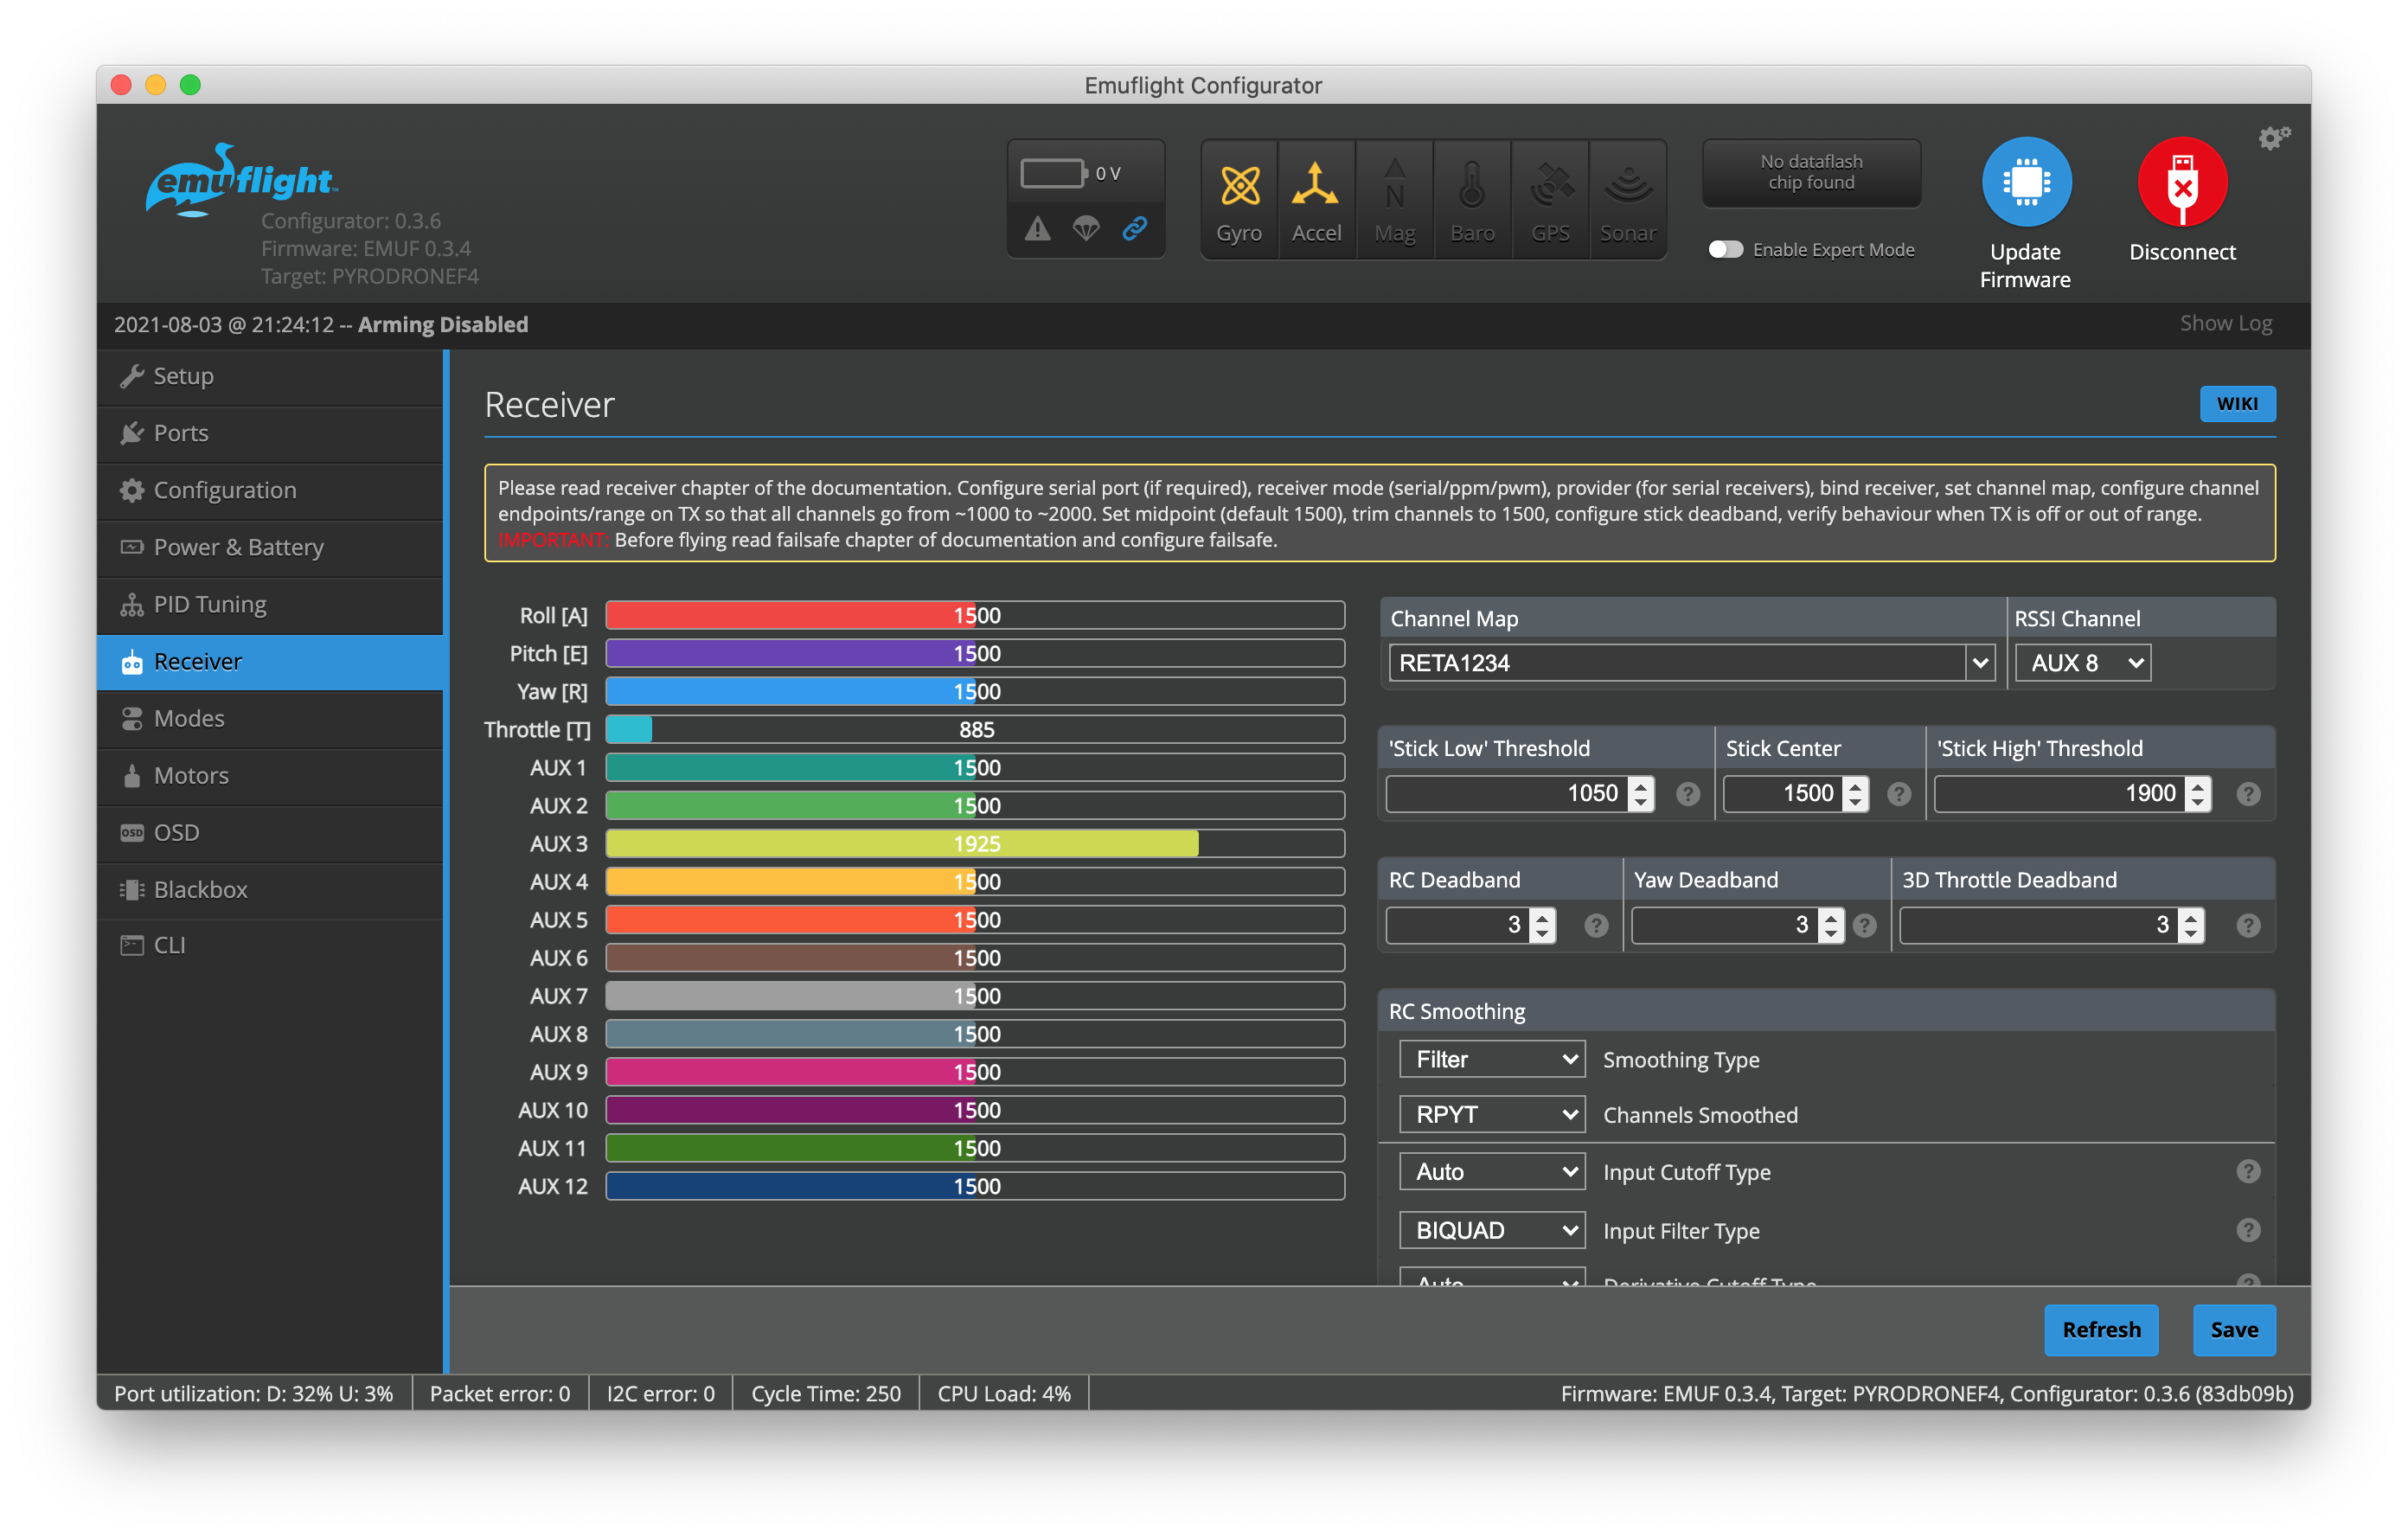 Emuflight Configurator
emuflight™
Configurator: 0.3.6
Firmware: EMUF 0.3.4
Target: PYRODRONEF4
0 V
Gyro
Accel
N
Mag
Baro
GPS
Sonar
No dataflash
chip found
Enable Expert Mode
Update
Firmware
Disconnect
2021-08-03 @ 21:24:12 -- Arming Disabled
Show Log
Setup
Ports
Configuration
Power & Battery
PID Tuning
Receiver
Modes
Motors
OSD OSD
Blackbox
CLI
Receiver
WIKI
Please read receiver chapter of the documentation. Configure serial port (if required), receiver mode (serial/ppm/pwm), provider (for serial receivers), bind receiver, set channel map, configure channel
endpoints/range on TX so that all channels go from ~1000 to ~2000. Set midpoint (default 1500), trim channels to 1500, configure stick deadband, verify behaviour when TX is off or out of range.
IMPORTANT: Before flying read failsafe chapter of documentation and configure failsafe.
Roll [A] 1500
Pitch [E] 1500
Yaw [R] 1500
Throttle [T] 885
AUX 1 1500
AUX 2 1500
AUX 3 1925
AUX 4 1500
AUX 5 1500
AUX 6 1500
AUX 7 1500
AUX 8 1500
AUX 9 1500
AUX 10 1500
AUX 11 1500
AUX 12 1500
Channel Map RSSI Channel
RETA1234 AUX 8
'Stick Low' Threshold Stick Center 'Stick High' Threshold
1050 ? 1500 ? 1900 ?
RC Deadband Yaw Deadband 3D Throttle Deadband
3 ? 3 ? 3 ?
RC Smoothing
Filter Smoothing Type
RPYT Channels Smoothed
Auto Input Cutoff Type ?
BIQUAD Input Filter Type ?
Auto Derivative Cutoff Type ?
Refresh Save
Port utilization: D: 32% U: 3% Packet error: 0 I2C error: 0 Cycle Time: 250 CPU Load: 4% Firmware: EMUF 0.3.4, Target: PYRODRONEF4, Configurator: 0.3.6 (83db09b)